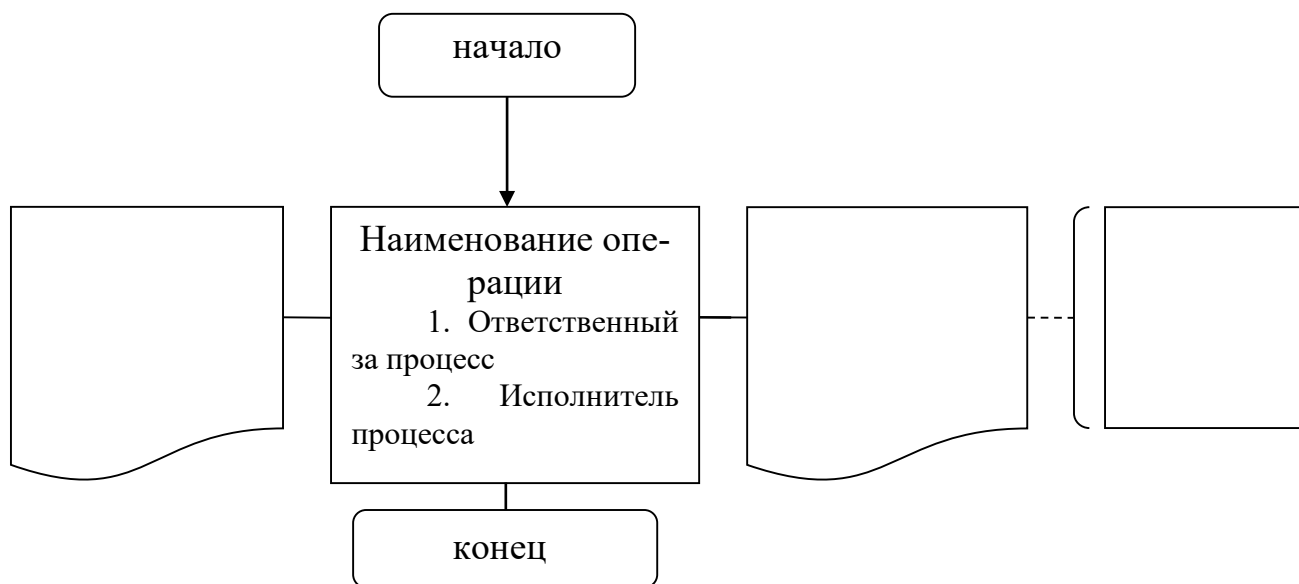 начало
Наименование опе-
рации
1. Ответственный
за процесс
2. Исполнитель
процесса
конец